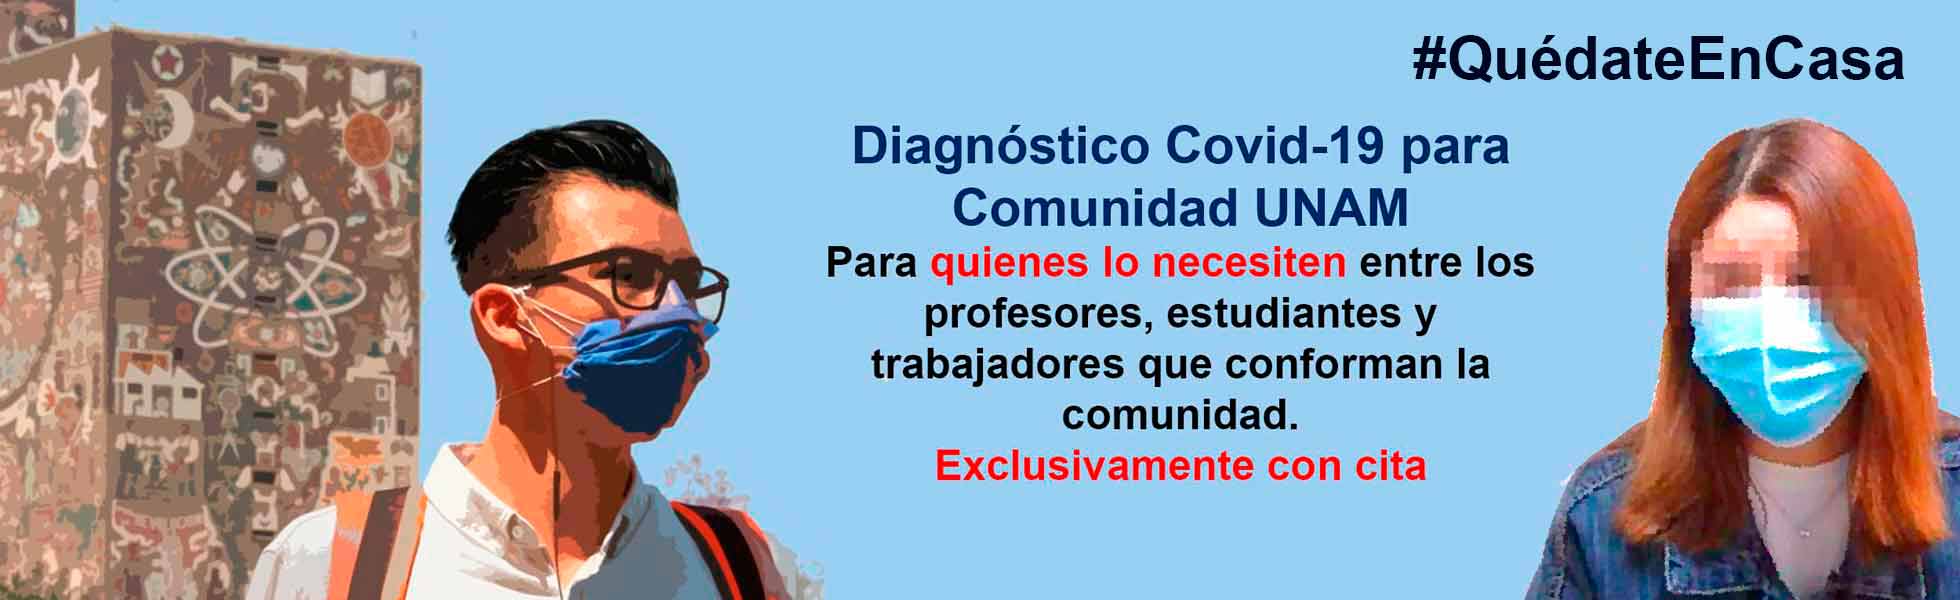 #QuédateEnCasa
Diagnóstico Covid-19 para
Comunidad UNAM
Para quienes lo necesiten entre los
profesores, estudiantes y
trabajadores que conforman la
comunidad.
Exclusivamente con cita